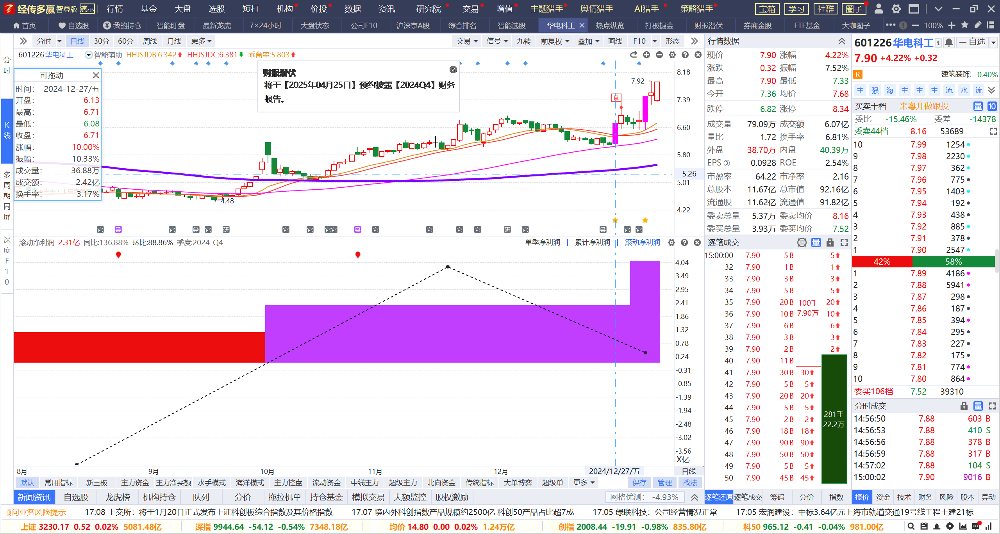 经传多赢 智尊版 演示 行情 基金 大盘 选股 短打 机构 价投 数据 资讯 研究院 交易 增值 主题猎手 舆情猎手 AI猎手 策略猎手 宝箱 学习 社群 圈子
首页 自选股 我的持仓 智能盯盘 最新龙虎 7×24小时 大盘状态 公司F10 沪深京A股 综合排名 智能选股 华电科工 热点纵览 打板掘金 财报潜伏 券商金股 ETF基金 大咖圈子 100%
分时 日线 30分 60分 周线 月线 更多 交易 信号 九转 前复权 叠加 画线 F10 形态
601226 华电科工 智能辅助 HHJSJDB:6.342 HHJSJDC:6.381 乖离率:5.803
分时
K线
多周期同屏
深度F10
可拖动
时间: 2024-12-27/五
开盘: 6.13
最高: 6.71
最低: 6.08
收盘: 6.71
涨幅: 10.00%
振幅: 10.33%
成交量: 36.88万
成交额: 2.42亿
换手率: 3.17%
财报潜伏
将于【2025年04月25日】预约披露【2024Q4】财务
报告。
7.92→
自
←4.48
8.18
7.39
6.60
5.80
5.26
5.01
4.22
它 叠 它 经 它 研 它 它 它它 叠 它 它 它 它 研 它 叠 它 它
滚动净利润 2.31亿 同比:136.88% 环比:88.86% 季度:2024-Q4 单季净利润 累计净利润 滚动净利润
4.04
3.49
2.95
2.41
1.86
1.32
0.78
0.24
-0.31
-0.85
-1.39
-1.94
-2.48
-3.02
-3.56
X亿
8月 9月 10月 11月 12月 2024/12/27/五 日线
默认 常用指标 新三板 主力资金 主力净买额 水手模式 海洋模式 主力控盘 流动资金 中线主力 超级主力 北向资金 传统指标 大单博弈 超级单 更多 保存 管理 战法
新闻资讯 自选股 龙虎榜 机构持仓 队列 分价 拖拉机单 持仓基金 模拟交易 大额监控 股权激励 网格优测: -4.93%
行情数据
现价 7.90 涨幅 4.22%
涨跌 0.32 振幅 7.52%
最高 7.90 最低 7.33
今开 7.36 均价 7.68
跌停 6.82 涨停 8.34
成交量 79.09万 成交额 6.07亿
量比 1.72 换手率 6.81%
外盘 38.70万 内盘 40.39万
EPS ③ 0.0928 ROE 2.54%
市盈率 64.22 市净率 2.16
总股本 11.67亿 总市值 92.16亿
流通股 11.62亿 流通值 91.82亿
委卖总量 5.37万 委卖均价 8.16
委买总量 3.93万 委买均价 7.52
逐笔成交 单 量
15:00:00 7.90 5 B 5
32 7.90 1 B 1
33 7.90 3 B 3
34 7.90 5 B 5
35 7.90 20 B 20
36 7.90 10 B 10
37 7.90 6 B 6
38 7.90 3 B 3
39 7.90 2 B 2
40 7.90 11 B
41 7.90 30 B 30
42 7.90 5 B 5
43 7.90 20 B 20
44 7.90 5 B 5
45 7.90 2 B 2
46 7.90 18 B 18
47 7.90 90 B 90
48 7.90 50 B 50
49 7.90 5 B 5
50 7.90 45 B 45
100手
7.90万
281手
22.2万
逐笔还原 逐笔成交 筹码 分价 指数
601226 华电科工 自选
7.90 +4.22% +0.32
R 建筑装饰: -0.40%
主 强 海 主 主 主 流 水 流
买卖十档 来粤开做跟投 量 10
委比 -15.46% 委差 -14378
委卖44档 8.16 53689
10 7.99 1254
9 7.98 2230
8 7.97 362
7 7.96 775
6 7.95 1403
5 7.94 192
4 7.93 438
3 7.92 885
2 7.91 378
1 7.90 2547
42% 58%
1 7.89 4186
2 7.88 5941
3 7.87 298
4 7.86 187
5 7.85 394
6 7.84 295
7 7.83 227
8 7.82 175
9 7.81 774
10 7.80 864
委买106档 7.52 39310
分时成交 量
14:56:50 7.88 603 B
14:56:53 7.88 410 S
14:56:56 7.88 378 B
14:56:59 7.88 317 B
14:57:02 7.88 104 S
15:00:02 7.90 9016 B
报价 资金 技术 财务 风险 股本 异动
顾问业务风险提示 17:08 上交所：将于1月20日正式发布上证科创板综合指数及其价格指数 17:07 境内外科创指数产品规模约2500亿 科创50产品占比超7成 17:05 绿联科技：公司经营情况正常 17:05 宏润建设：中标3.64亿元上海市轨道交通19号线工程土建21标
上证 3230.17 0.52 0.02% 5081.48亿 深指 9944.64 -54.12 -0.54% 7348.18亿 均价 14.80 0.00 0.02% 1.24万亿 创指 2008.44 -19.91 -0.98% 835.80亿 科50 965.12 -0.41 -0.04% 981.00亿